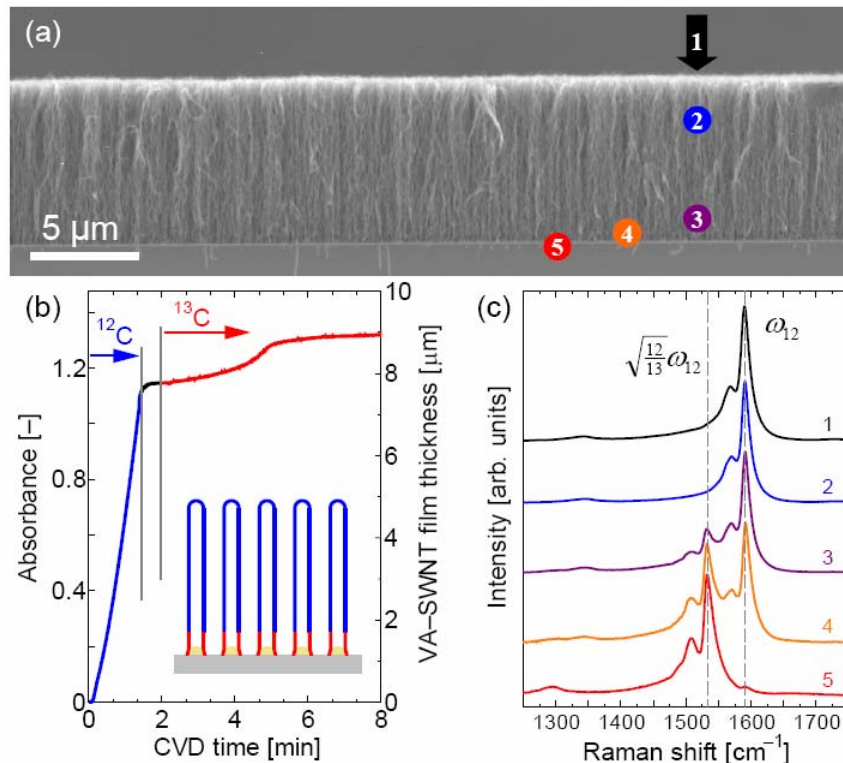 (a)
1
2
3
4
5
5 μm
(b)
12C
13C
Absorbance [–]
1.2
0.8
0.4
0
0 2 4 6 8
CVD time [min]
10
8
6
4
2
0
VA–SWNT film thickness [μm]
(c)
√12/13 ω12
ω12
1
2
3
4
5
Intensity [arb. units]
1300 1400 1500 1600 1700
Raman shift [cm–1]